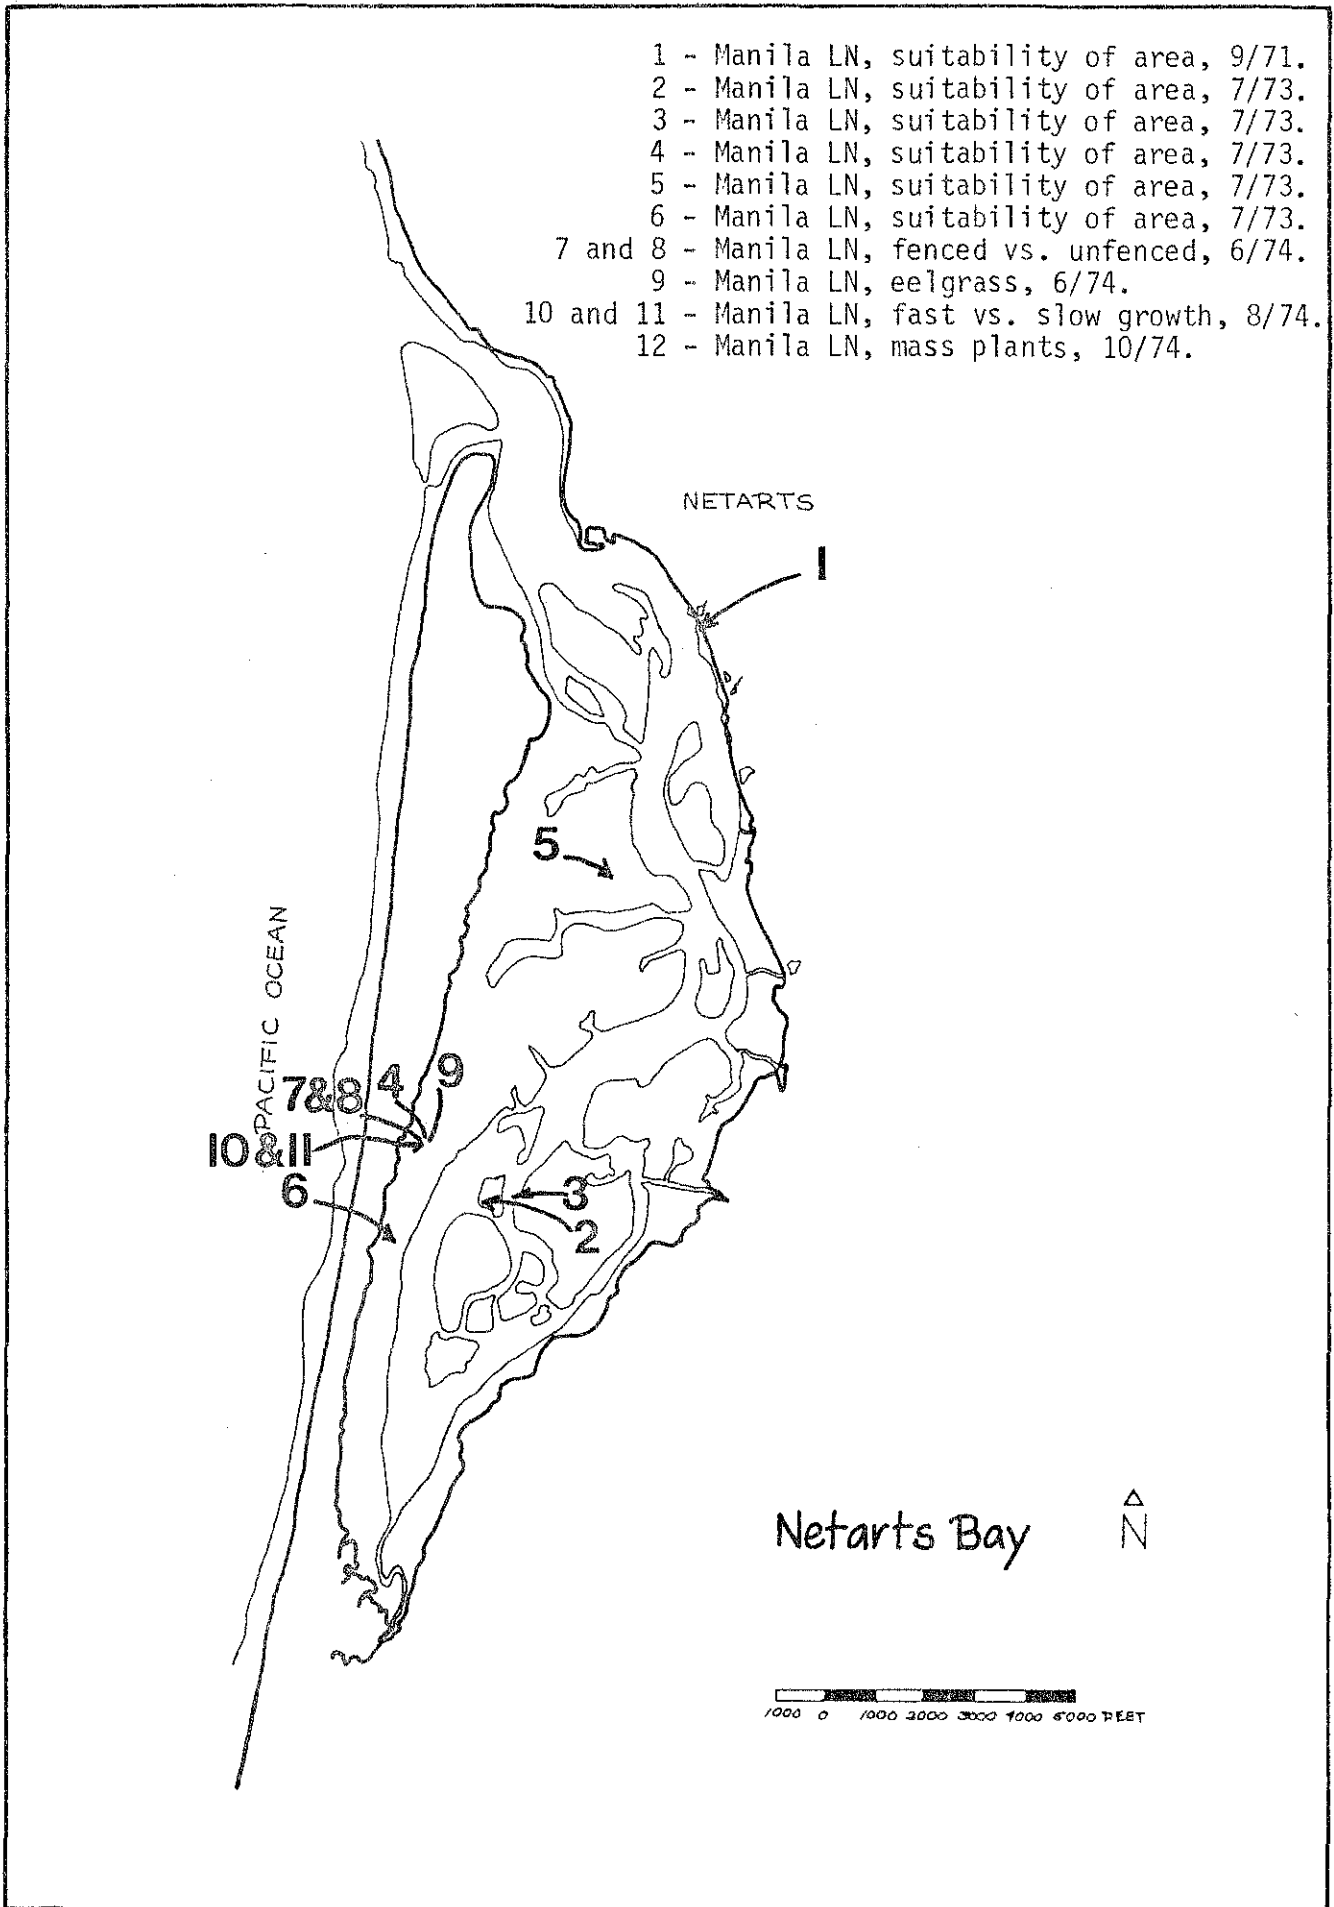 1 - Manila LN, suitability of area, 9/71.
2 - Manila LN, suitability of area, 7/73.
3 - Manila LN, suitability of area, 7/73.
4 - Manila LN, suitability of area, 7/73.
5 - Manila LN, suitability of area, 7/73.
6 - Manila LN, suitability of area, 7/73.
7 and 8 - Manila LN, fenced vs. unfenced, 6/74.
9 - Manila LN, eelgrass, 6/74.
10 and 11 - Manila LN, fast vs. slow growth, 8/74.
12 - Manila LN, mass plants, 10/74.
NETARTS
1
5
PACIFIC OCEAN
9
4
7&8
10&11
6
3
2
Netarts Bay
N
1000 0 1000 2000 3000 4000 5000 FEET